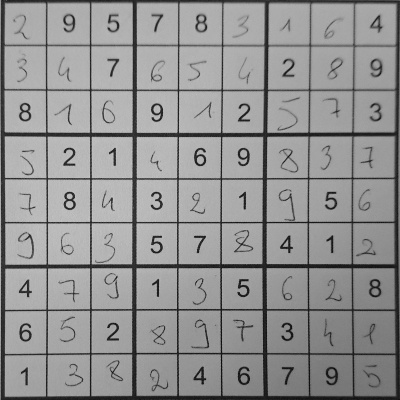 2 9 5 7 8 3 1 6 4
3 4 7 6 5 4 2 8 9
8 1 6 9 1 2 5 7 3
5 2 1 4 6 9 8 3 7
7 8 4 3 2 1 9 5 6
9 6 3 5 7 8 4 1 2
4 7 9 1 3 5 6 2 8
6 5 2 8 9 7 3 4 1
1 3 8 2 4 6 7 9 5